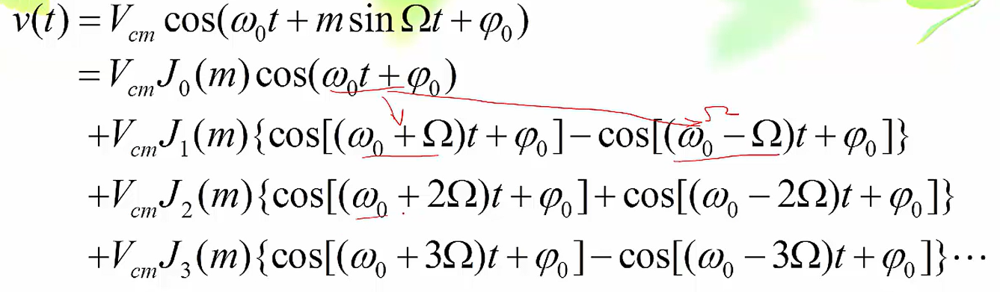 v(t) = V_cm cos(ω₀t + m sin Ωt + φ₀)
= V_cm J₀(m) cos(ω₀t + φ₀)
Ω
+V_cm J₁(m){cos[(ω₀ + Ω)t + φ₀] − cos[(ω₀ − Ω)t + φ₀]}
+V_cm J₂(m){cos[(ω₀ + 2Ω)t + φ₀] + cos[(ω₀ − 2Ω)t + φ₀]}
+V_cm J₃(m){cos[(ω₀ + 3Ω)t + φ₀] − cos[(ω₀ − 3Ω)t + φ₀]}⋯